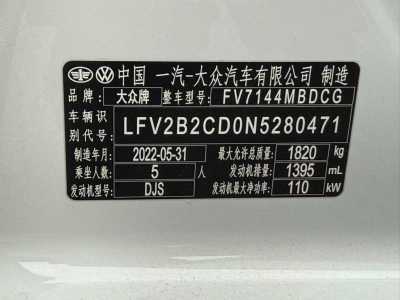 中国 一汽-大众汽车有限公司 制造
品牌: 大众牌 整车型号: FV7144MBDCG
车辆识别代号: LFV2B2CD0N5280471
制造年月: 2022-05-31 最大允许总质量: 1820 kg
乘坐人数: 5 人 发动机排量: 1395 mL
发动机型号: DJS 发动机最大净功率: 110 kW